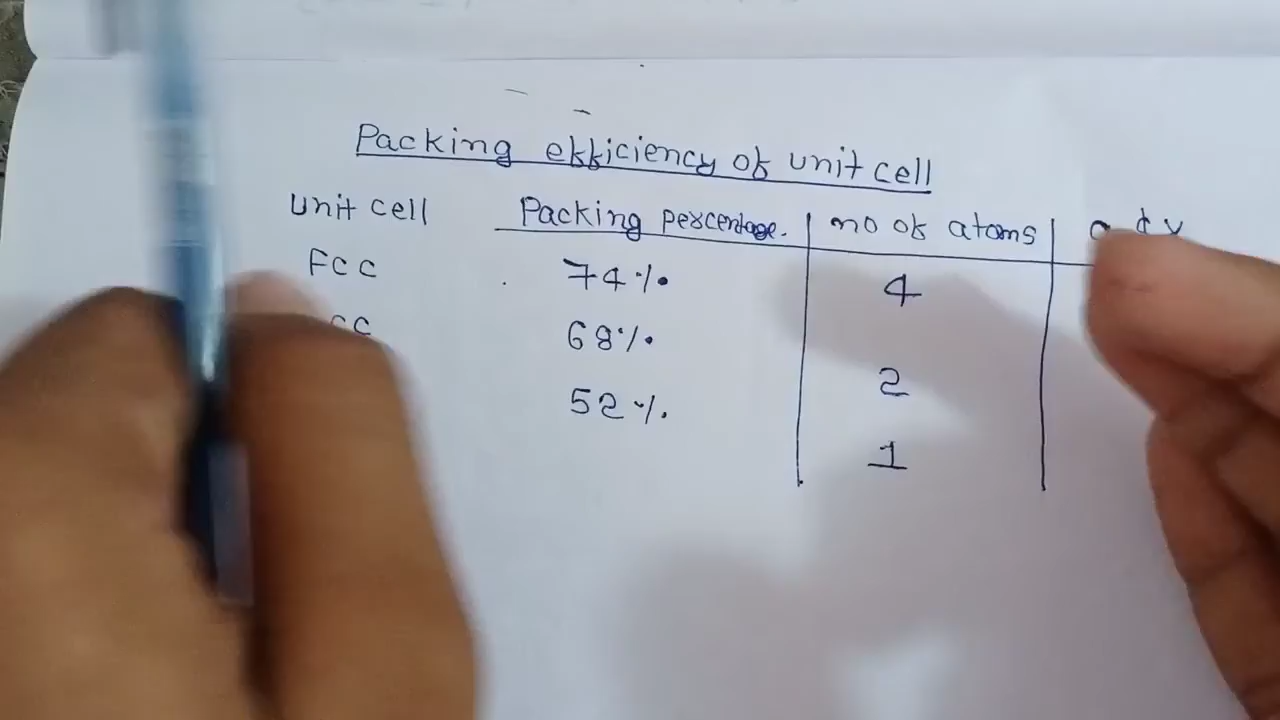 Packing efficiency of unit cell
Unit cell Packing percentage. no of atoms
FCC 74%
4
68%
52% 2
1